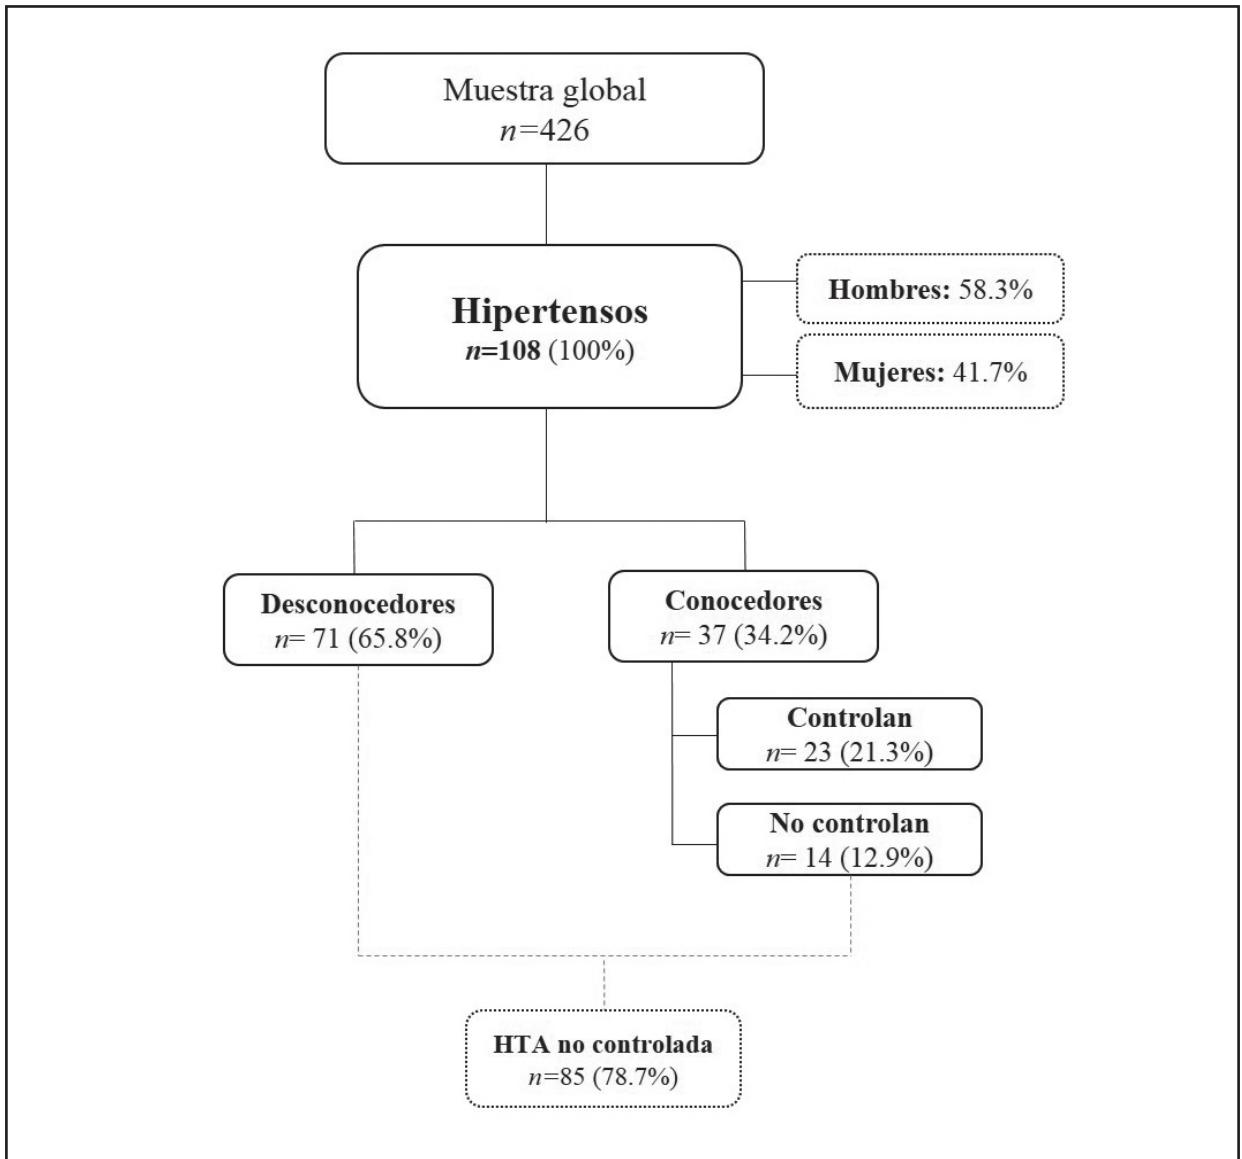 Muestra global
n=426
Hipertensos
n=108 (100%)
Hombres: 58.3%
Mujeres: 41.7%
Desconocedores
n= 71 (65.8%)
Conocedores
n= 37 (34.2%)
Controlan
n= 23 (21.3%)
No controlan
n= 14 (12.9%)
HTA no controlada
n=85 (78.7%)